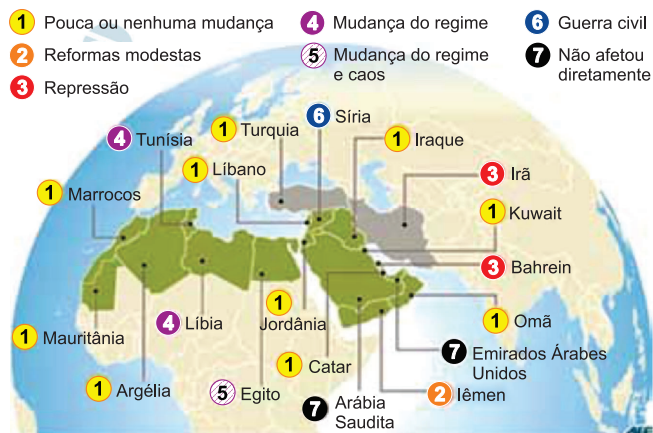 1 Pouca ou nenhuma mudança
2 Reformas modestas
3 Repressão
4 Mudança do regime
5 Mudança do regime
e caos
6 Guerra civil
7 Não afetou
diretamente
4 Tunísia
1 Turquia
6 Síria
1 Iraque
1 Líbano
3 Irã
1 Marrocos
1 Kuwait
3 Bahrein
1 Mauritânia
4 Líbia
1
Jordânia
1 Omã
1 Catar
7 Emirados Árabes
Unidos
1 Argélia
5 Egito
7 Arábia
Saudita
2 Iêmen